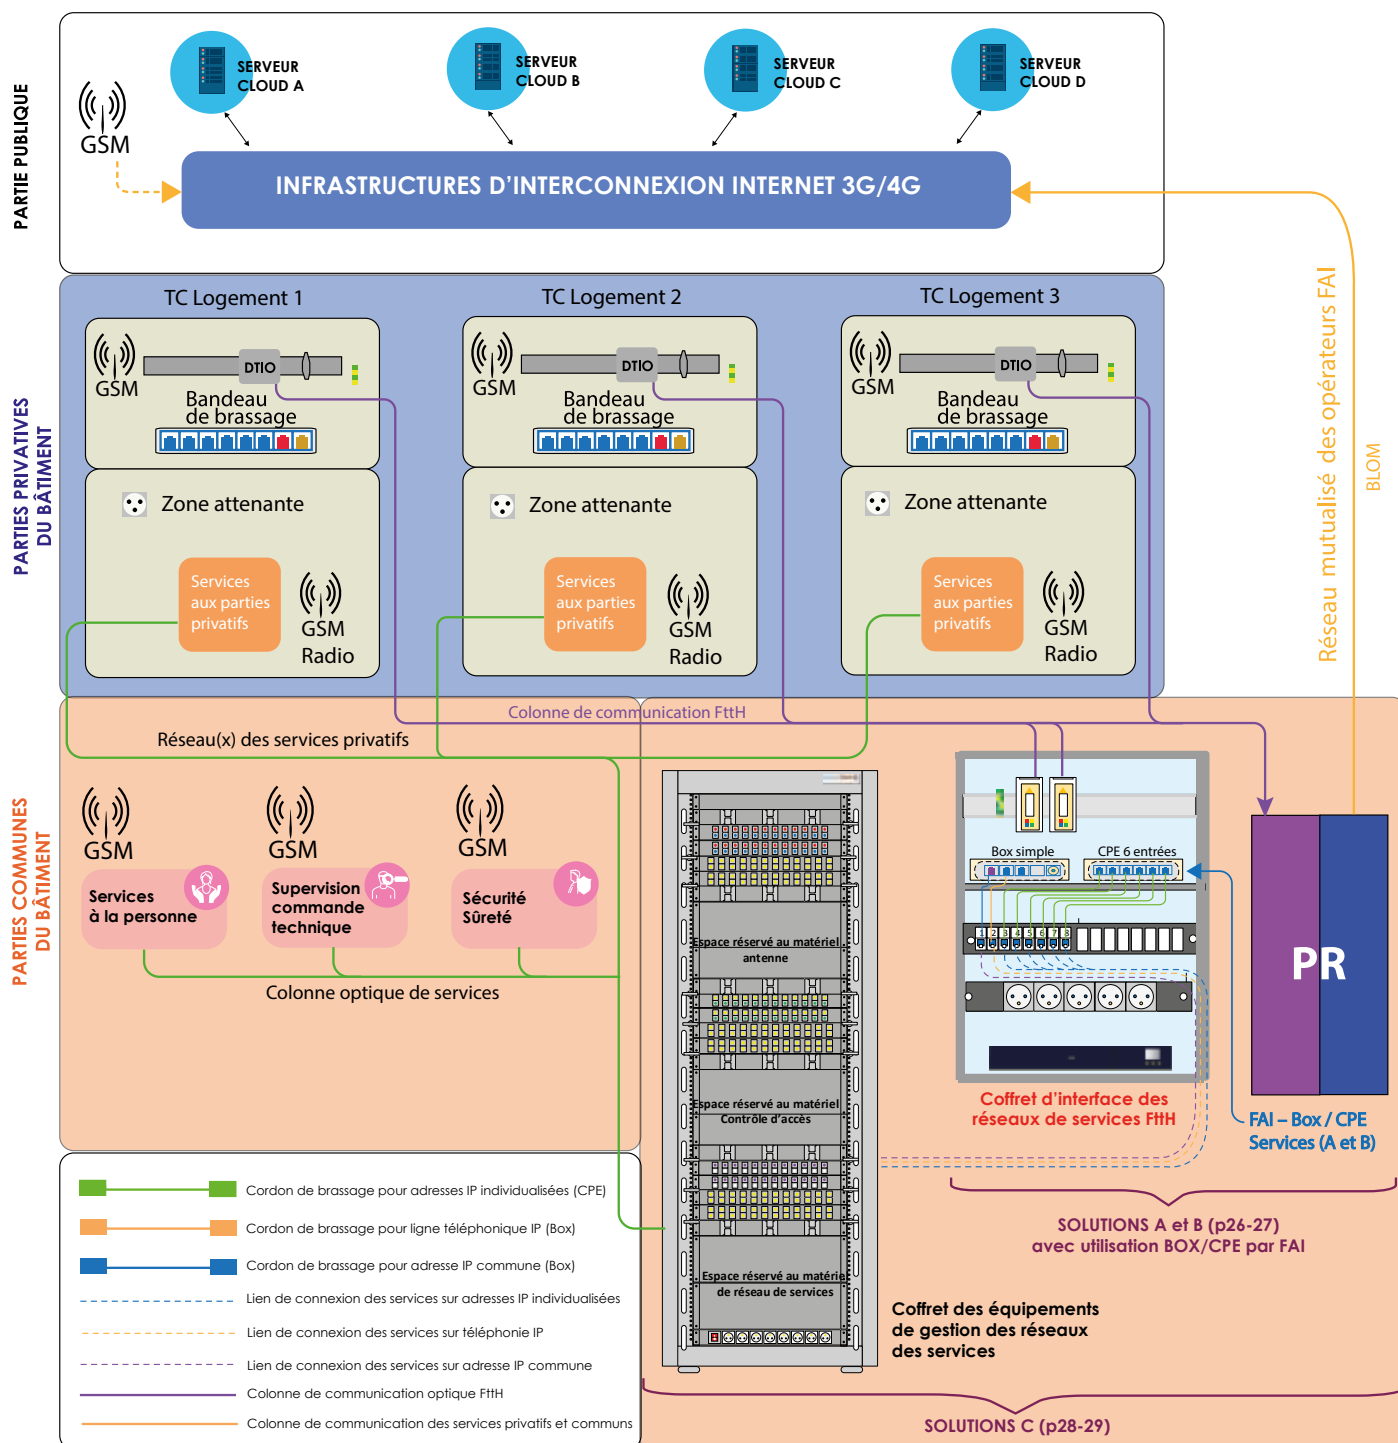 PARTIE PUBLIQUE
SERVEUR
CLOUD A
SERVEUR
CLOUD B
SERVEUR
CLOUD C
SERVEUR
CLOUD D
GSM
INFRASTRUCTURES D'INTERCONNEXION INTERNET 3G/4G
Réseau mutualisé des opérateurs FAI
BLOM
PARTIES PRIVATIVES
DU BÂTIMENT
TC Logement 1
GSM
DTIO
Bandeau
de brassage
Zone attenante
Services
aux parties
privatifs
GSM
Radio
TC Logement 2
GSM
DTIO
Bandeau
de brassage
Zone attenante
Services
aux parties
privatifs
GSM
Radio
TC Logement 3
GSM
DTIO
Bandeau
de brassage
Zone attenante
Services
aux parties
privatifs
GSM
Radio
PARTIES COMMUNES
DU BÂTIMENT
Colonne de communication FttH
Réseau(x) des services privatifs
GSM
GSM
GSM
Services
à la personne
Supervision
commande
technique
Sécurité
Sûreté
Colonne optique de services
Espace réservé au matériel
antenne
Espace réservé au matériel
Contrôle d'accès
Espace réservé au matérie
de réseau de services
Box simple
CPE 6 entrées
1 2 3 4 5 6 7 8
PR
Coffret d'interface des
réseaux de services FttH
FAI – Box / CPE
Services (A et B)
SOLUTIONS A et B (p26-27)
avec utilisation BOX/CPE par FAI
Coffret des équipements
de gestion des réseaux
des services
SOLUTIONS C (p28-29)
Cordon de brassage pour adresses IP individualisées (CPE)
Cordon de brassage pour ligne téléphonique IP (Box)
Cordon de brassage pour adresse IP commune (Box)
Lien de connexion des services sur adresses IP individualisées
Lien de connexion des services sur téléphonie IP
Lien de connexion des services sur adresse IP commune
Colonne de communication optique FttH
Colonne de communication des services privatifs et communs